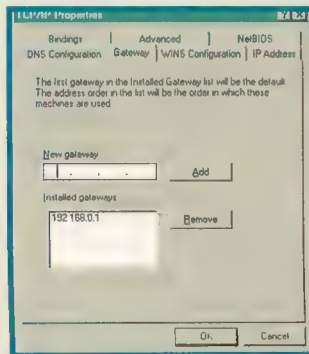 TCP/IP Properties
Bindings Advanced NetBIOS
DNS Configuration Gateway WINS Configuration IP Address
The first gateway in the Installed Gateway list will be the default.
The address order in the list will be the order in which these
machines are used.
New gateway
. . .
Add
Installed gateways
192.168.0.1
Remove
OK
Cancel